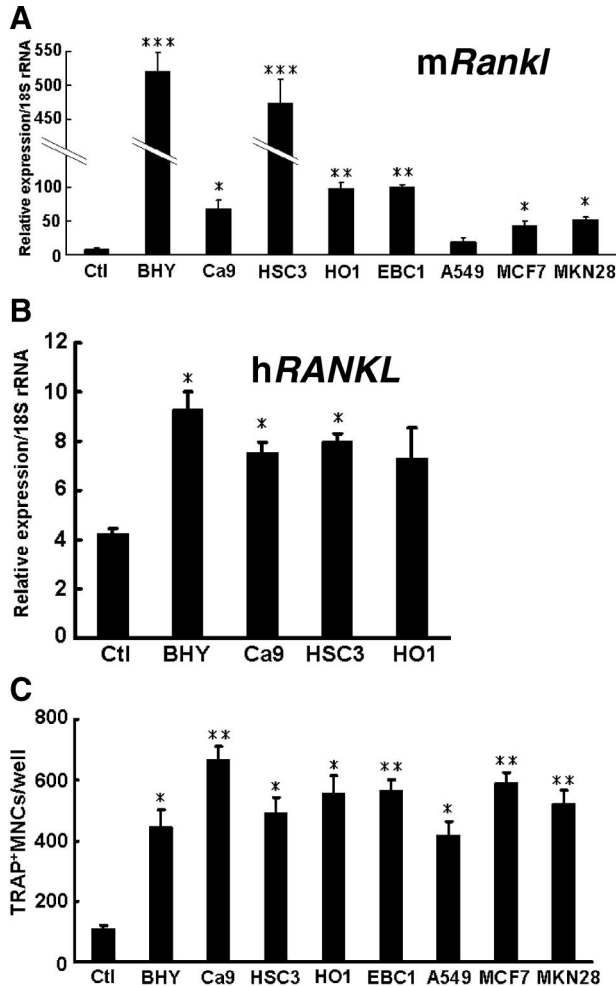 A
mRankl
Relative expression/18S rRNA
550
500
450
100
50
0
*** * *** ** ** * *
Ctl BHY Ca9 HSC3 HO1 EBC1 A549 MCF7 MKN28
B
hRANKL
Relative expression/18S rRNA
12
10
8
6
4
2
0
* * *
Ctl BHY Ca9 HSC3 HO1
C
TRAP+MNCs/well
800
600
400
200
0
* ** * * ** * ** **
Ctl BHY Ca9 HSC3 HO1 EBC1 A549 MCF7 MKN28